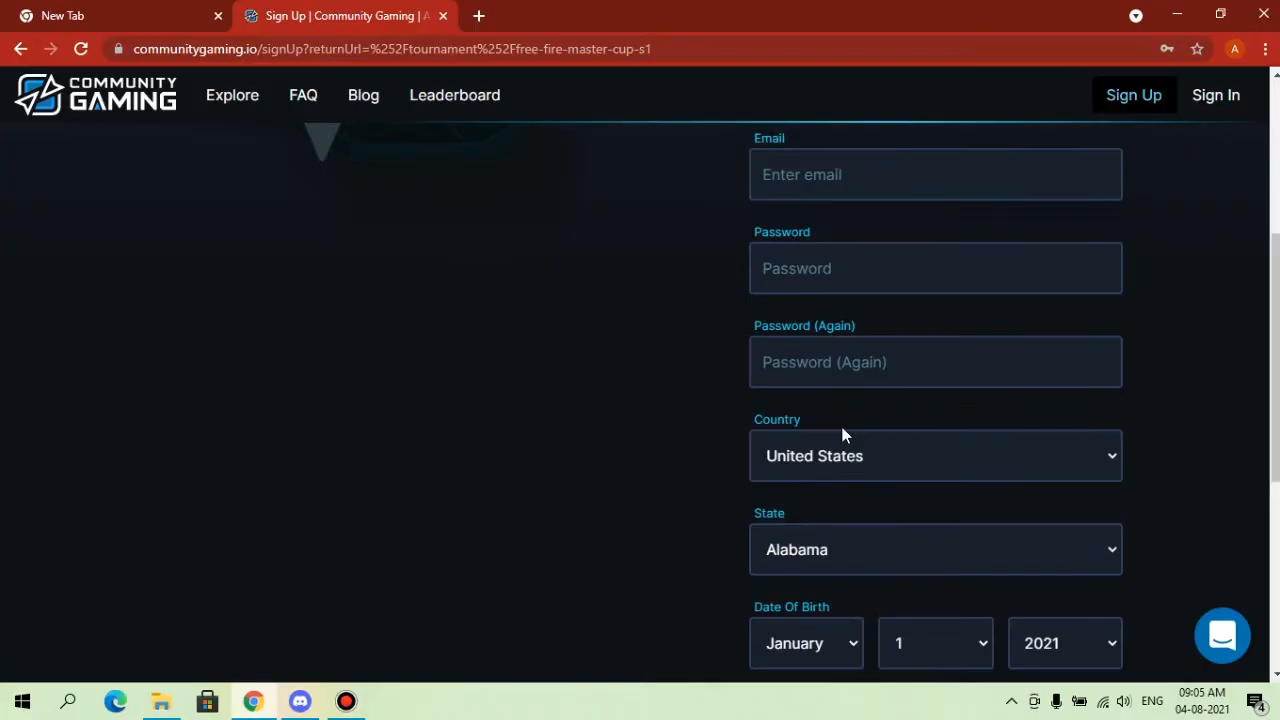 New Tab
Sign Up | Community Gaming | A
communitygaming.io/signUp?returnUrl=%252Ftournament%252Ffree-fire-master-cup-s1
A
COMMUNITY GAMING
Explore
FAQ
Blog
Leaderboard
Sign Up
Sign In
Email
Enter email
Password
Password
Password (Again)
Password (Again)
Country
United States
State
Alabama
Date Of Birth
January
1
2021
ENG
09:05 AM
04-08-2021
4